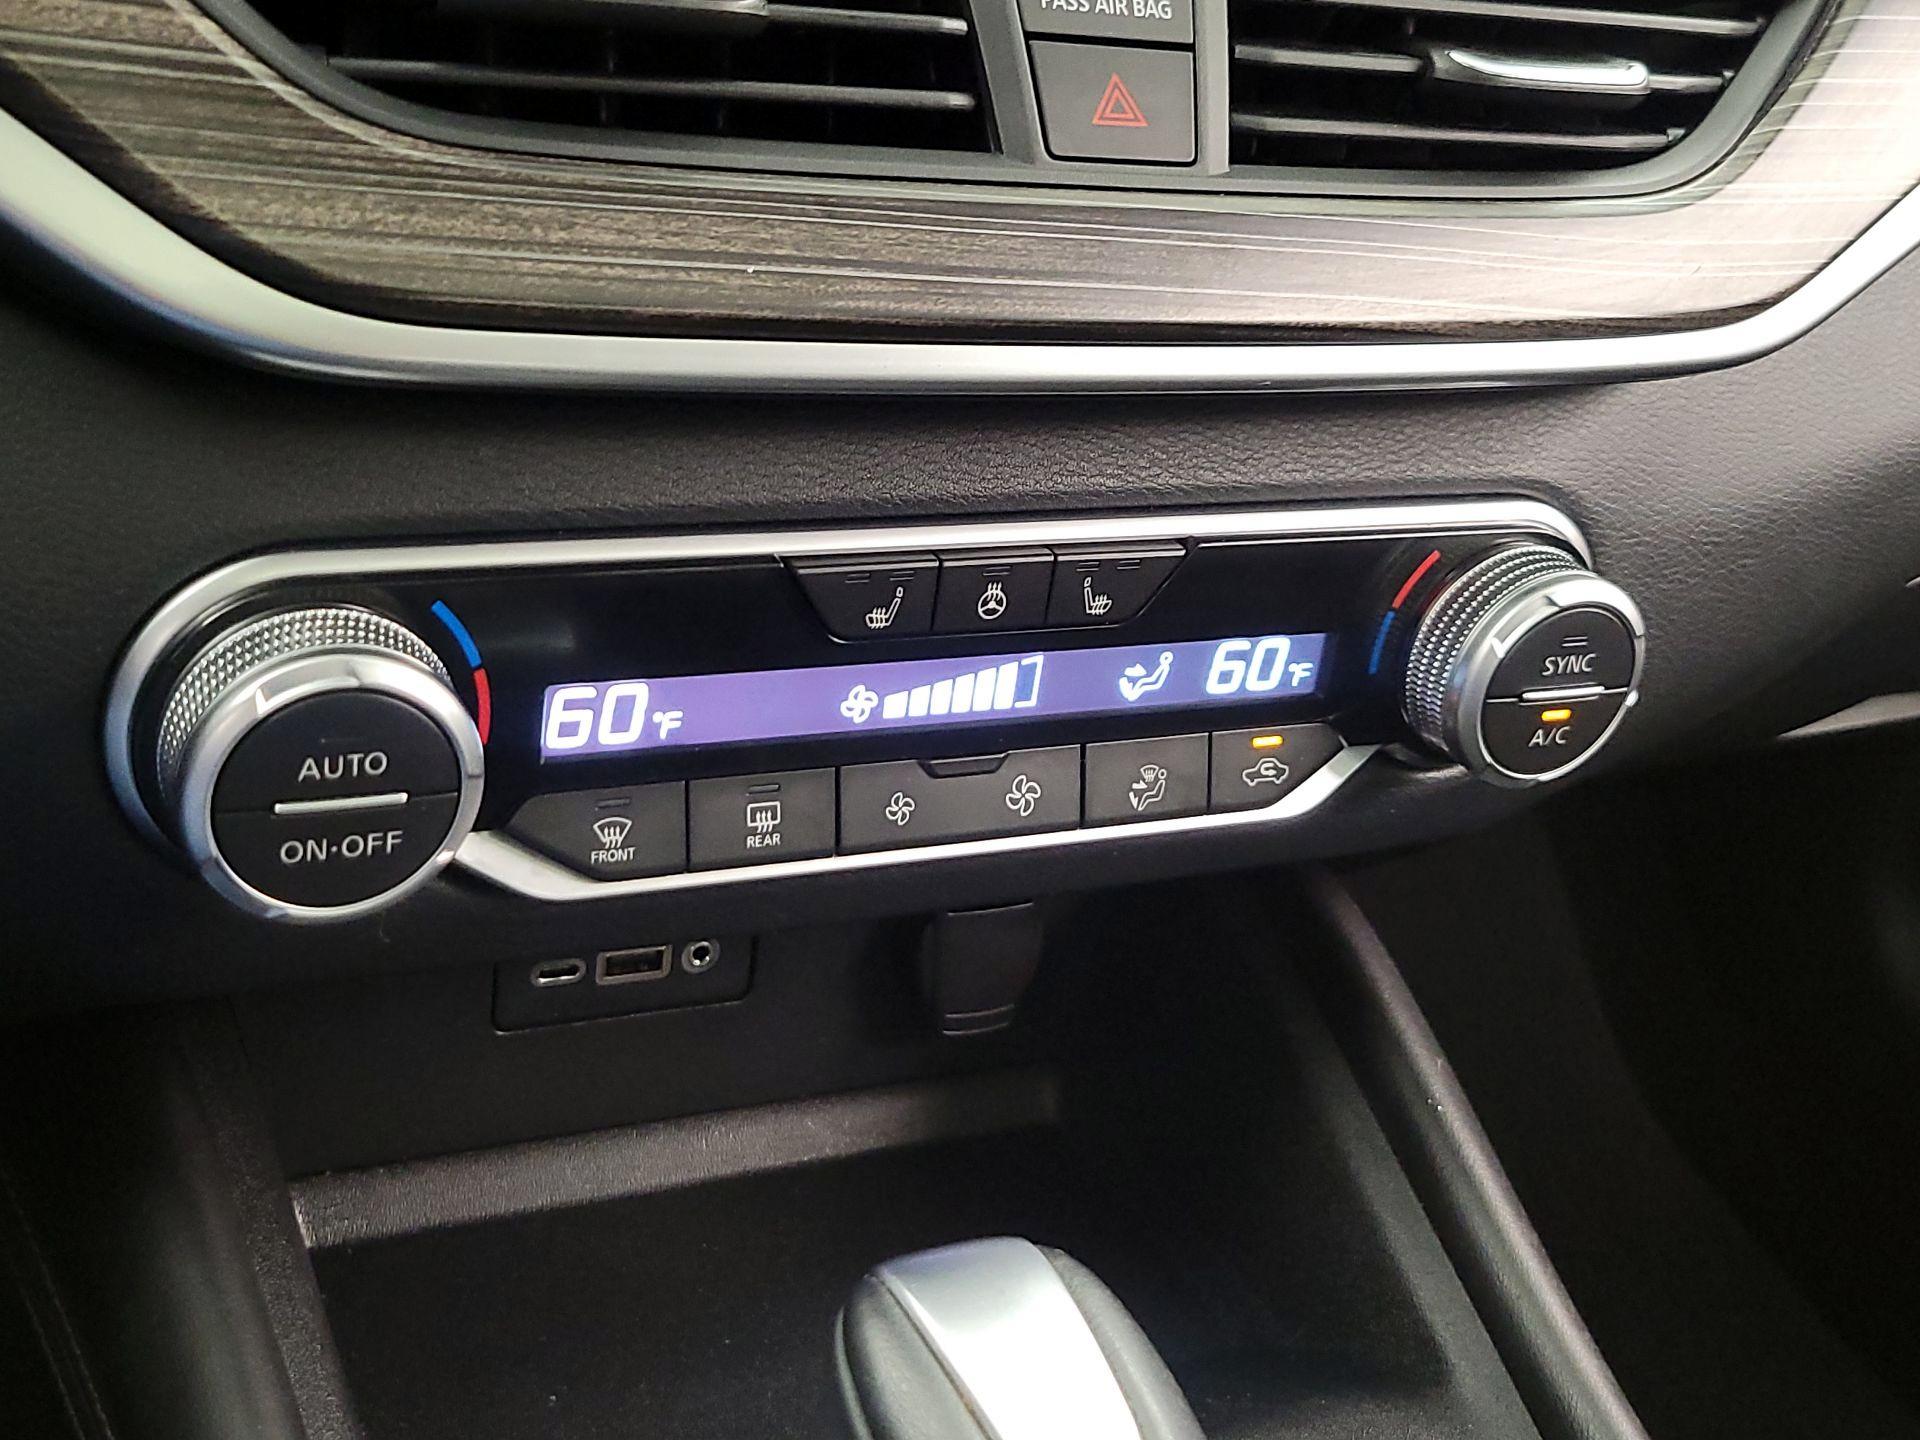 PASS AIR BAG
60 °F
60 °F
SYNC
A/C
AUTO
ON·OFF
FRONT
REAR